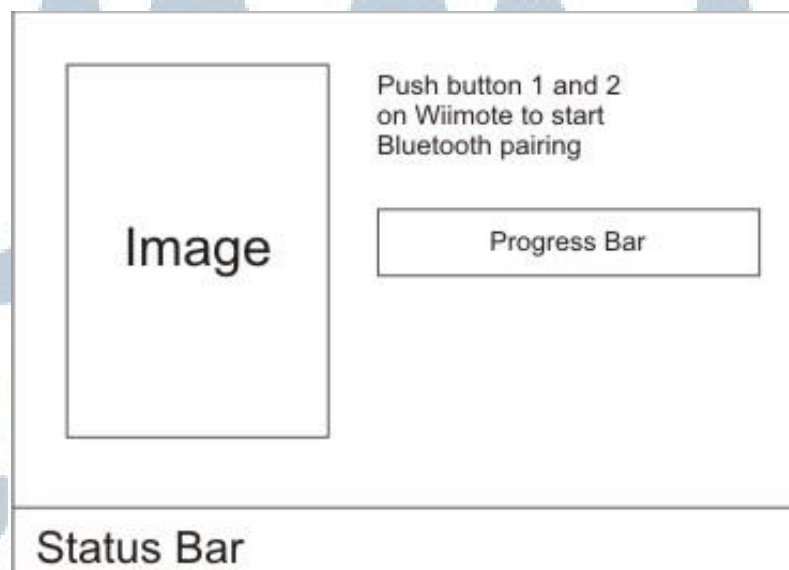 Push button 1 and 2
on Wiimote to start
Bluetooth pairing
Image
Progress Bar
Status Bar